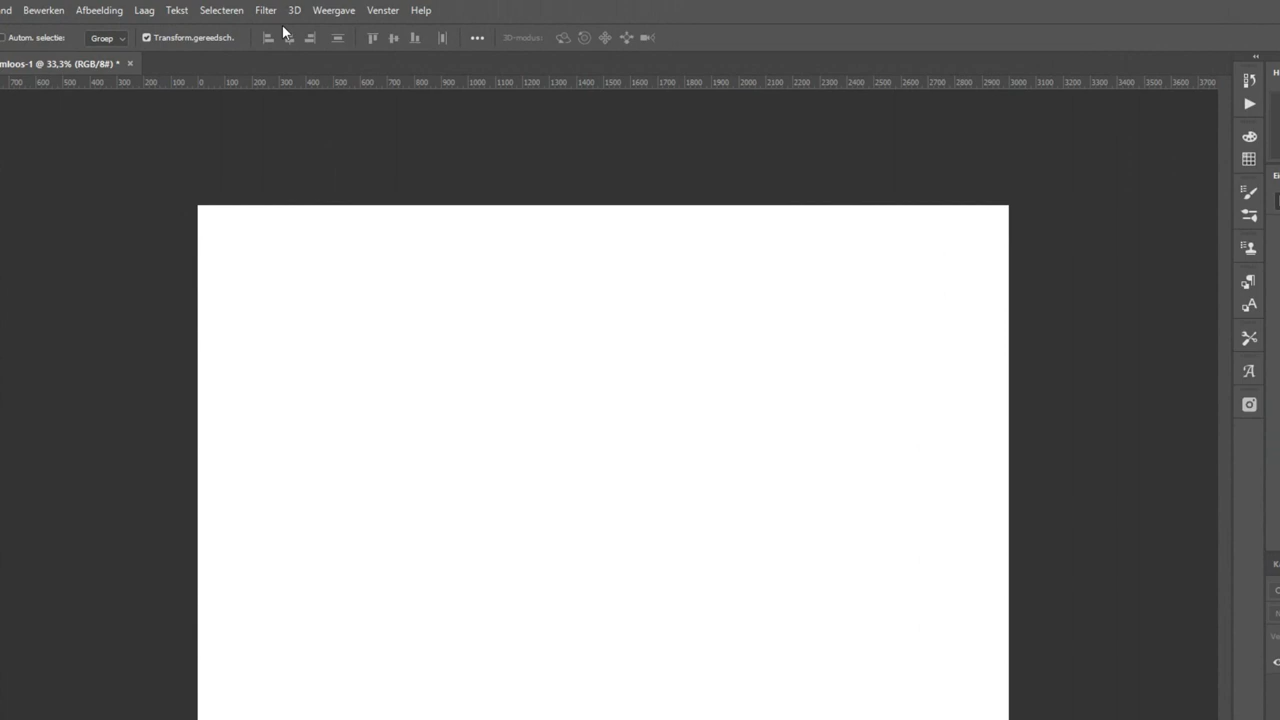 nd Bewerken Afbeelding Laag Tekst Selecteren Filter 3D Weergave Venster Help
Autom. selectie: Groep Transform.gereedsch. 3D-modus:
mloos-1 @ 33,3% (RGB/8#) * ×
700 600 500 400 300 200 100 0 100 200 300 400 500 600 700 800 900 1000 1100 1200 1300 1400 1500 1600 1700 1800 1900 2000 2100 2200 2300 2400 2500 2600 2700 2800 2900 3000 3100 3200 3300 3400 3500 3600 3700